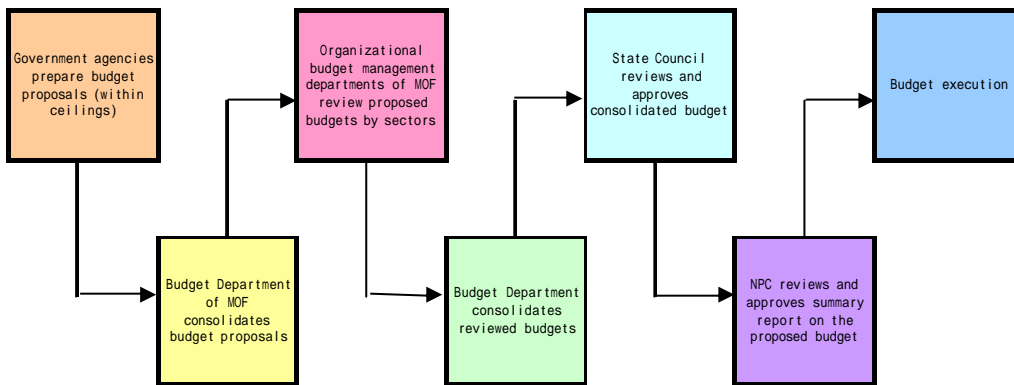 Government agencies
prepare budget
proposals (within
ceilings)
Budget Department
of MOF
consolidates
budget proposals
Organizational
budget management
departments of MOF
review proposed
budgets by sectors
Budget Department
consolidates
reviewed budgets
State Council
reviews and
approves
consolidated budget
NPC reviews and
approves summary
report on the
proposed budget
Budget execution